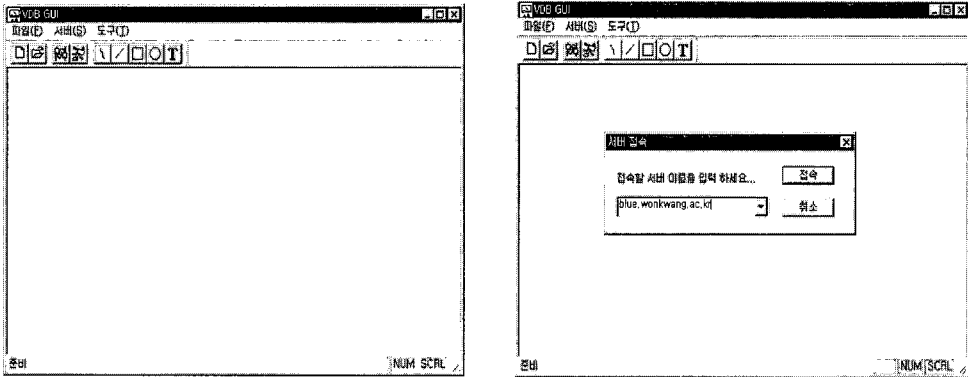 VDB GUI
파일(F) 서버(S) 도구(T)
T
준비
NUM SCRL
VDB GUI
파일(F) 서버(S) 도구(T)
T
서버 접속
접속할 서버 이름을 입력 하세요...
접속
blue.wonkwang.ac.kr
취소
준비
NUM SCRL